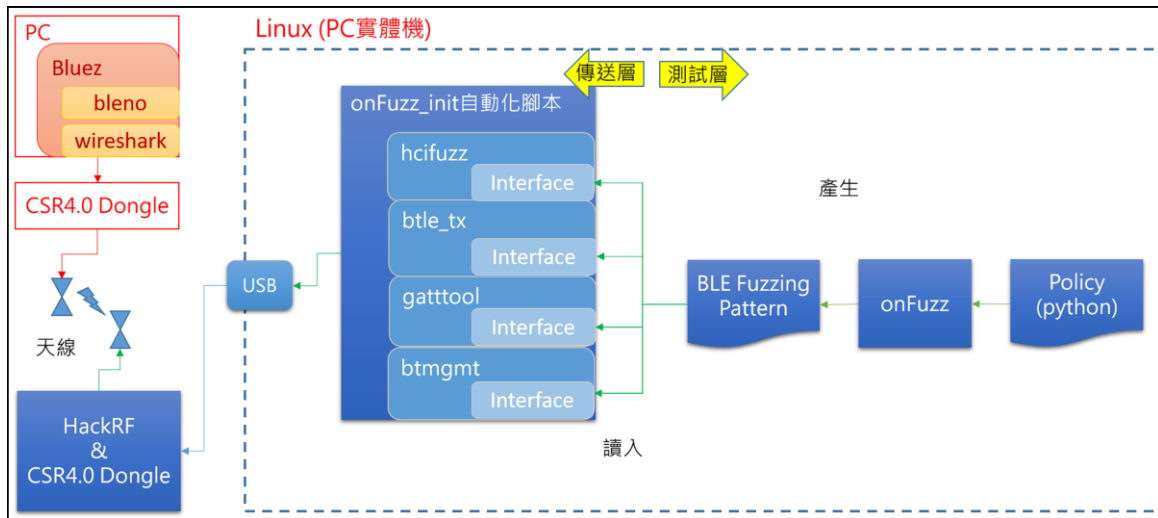 PC
Bluez
bleno
wireshark
CSR4.0 Dongle
天線
HackRF
&
CSR4.0 Dongle
Linux (PC實體機)
傳送層
測試層
USB
onFuzz_init自動化腳本
hcifuzz
Interface
btle_tx
Interface
gatttool
Interface
btmgmt
Interface
產生
BLE Fuzzing
Pattern
onFuzz
Policy
(python)
讀入